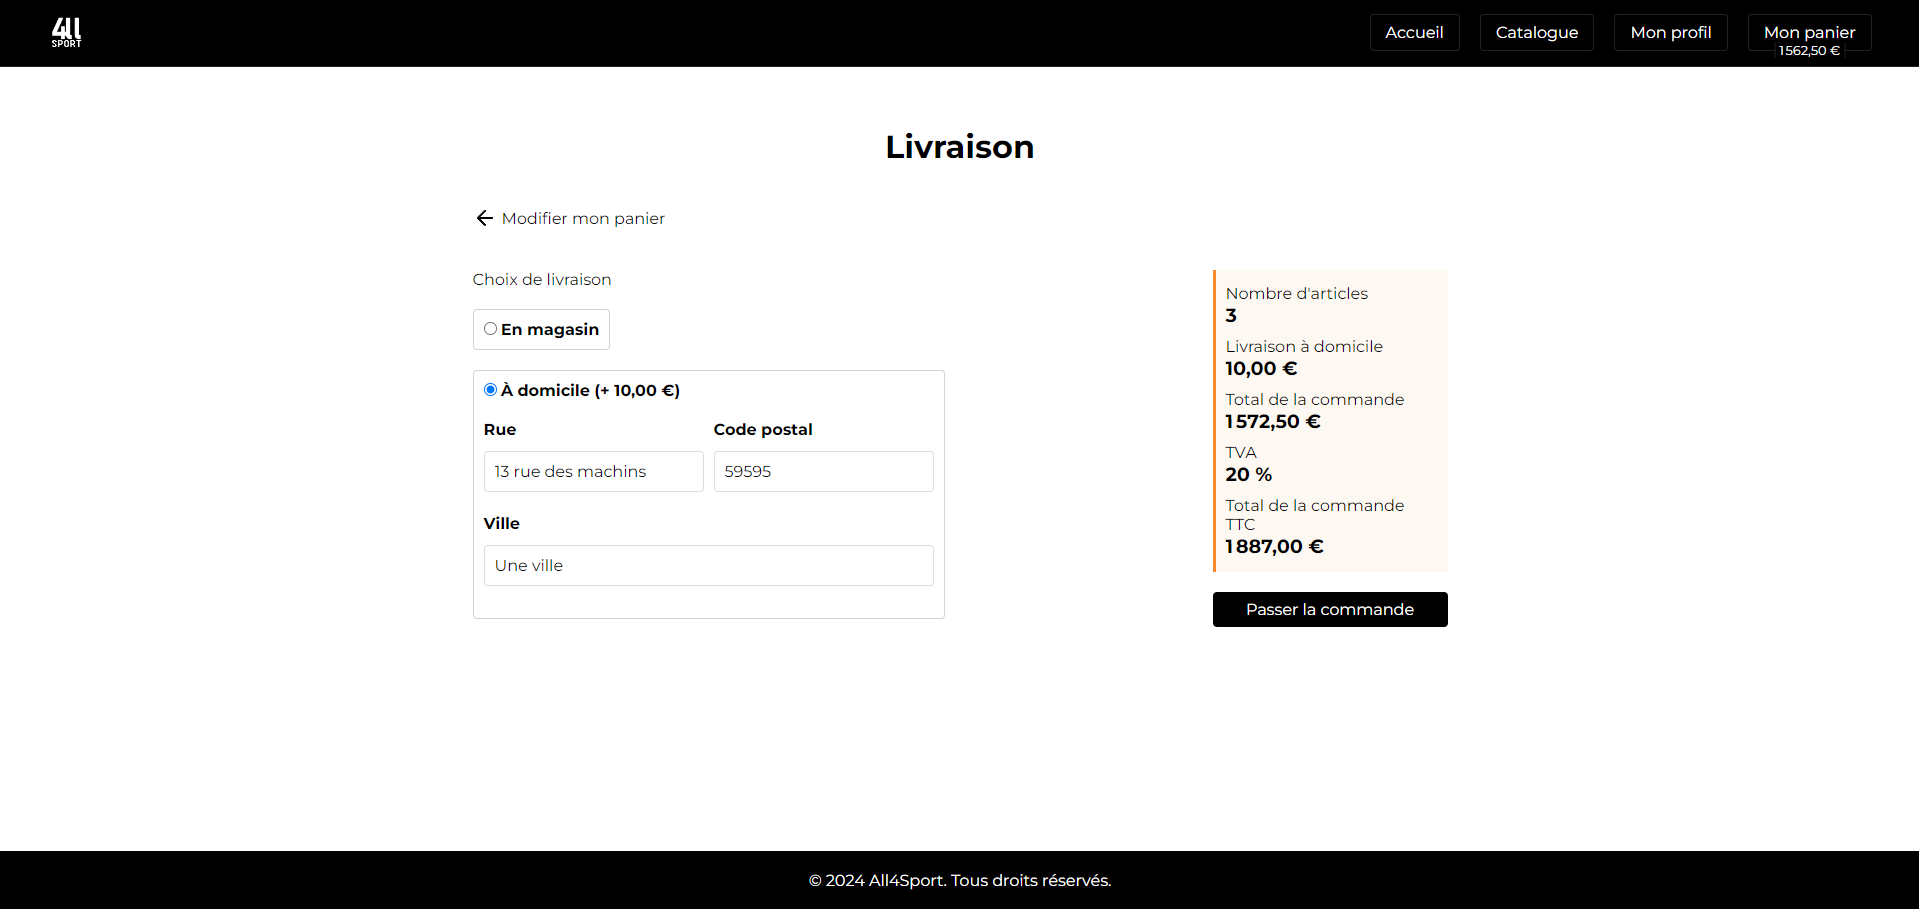 4ll
SPORT
Accueil
Catalogue
Mon profil
Mon panier
1 562,50 €
Livraison
Modifier mon panier
Choix de livraison
En magasin
À domicile (+ 10,00 €)
Rue
Code postal
13 rue des machins
59595
Ville
Une ville
Nombre d'articles
3
Livraison à domicile
10,00 €
Total de la commande
1 572,50 €
TVA
20 %
Total de la commande
TTC
1 887,00 €
Passer la commande
© 2024 All4Sport. Tous droits réservés.